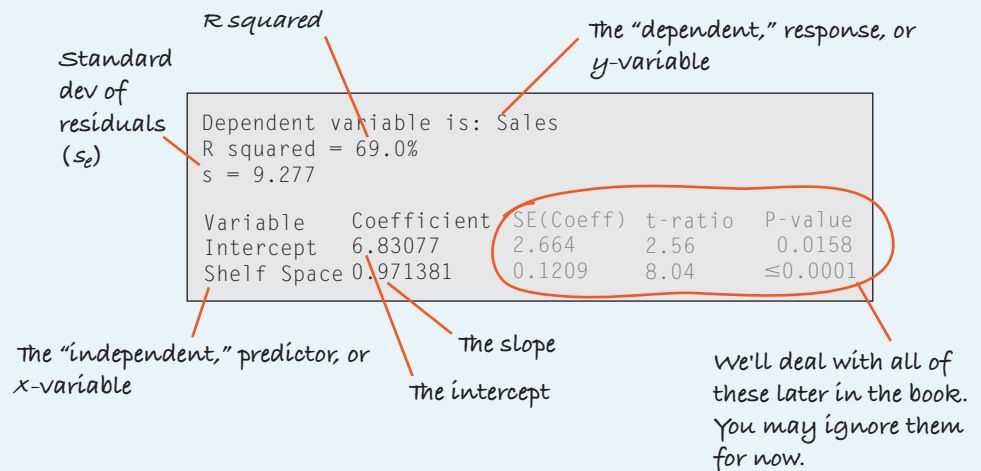 R squared
The “dependent,” response, or
y-variable
Standard
dev of
residuals
(se)
Dependent variable is: Sales
R squared = 69.0%
s = 9.277
Variable Coefficient SE(Coeff) t-ratio P-value
Intercept 6.83077 2.664 2.56 0.0158
Shelf Space 0.971381 0.1209 8.04 ≤0.0001
The “independent,” predictor, or
x-variable
The slope
The intercept
We'll deal with all of
these later in the book.
You may ignore them
for now.